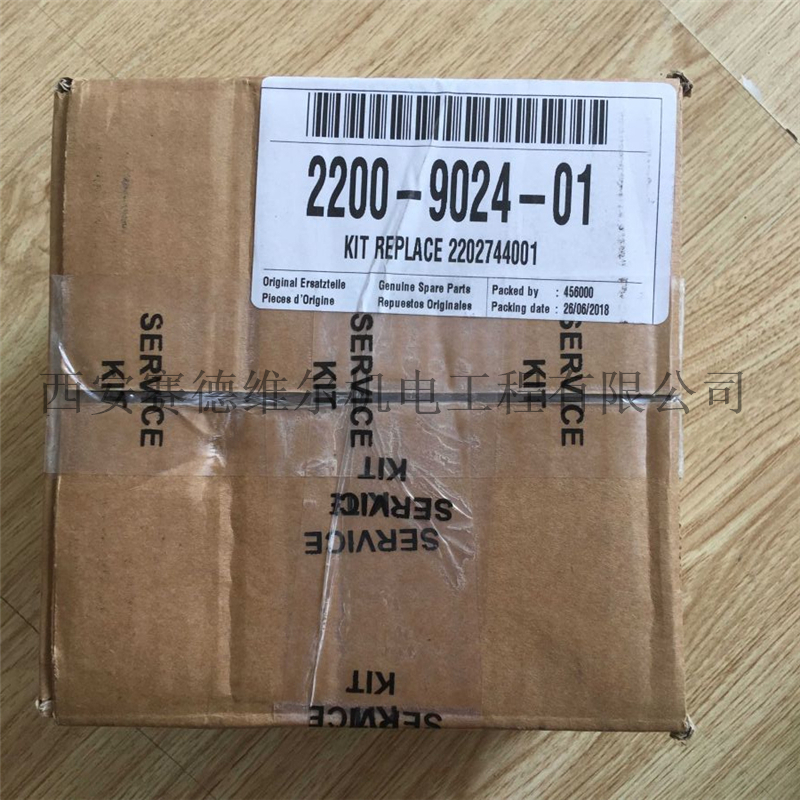 2200-9024-01
KIT REPLACE 2202744001
Original Ersatzteile
Pieces d'Origine
Genuine Spare Parts
Repuestos Originales
Packed by : 456000
Packing date : 26/06/2018
SERVICE
KIT
SERVICE
KIT
SERVICE
KIT
西安赛德维尔机电工程有限公司
KIT
SERVICE
KIT
SERVICE
KIT
SERVICE
KIT